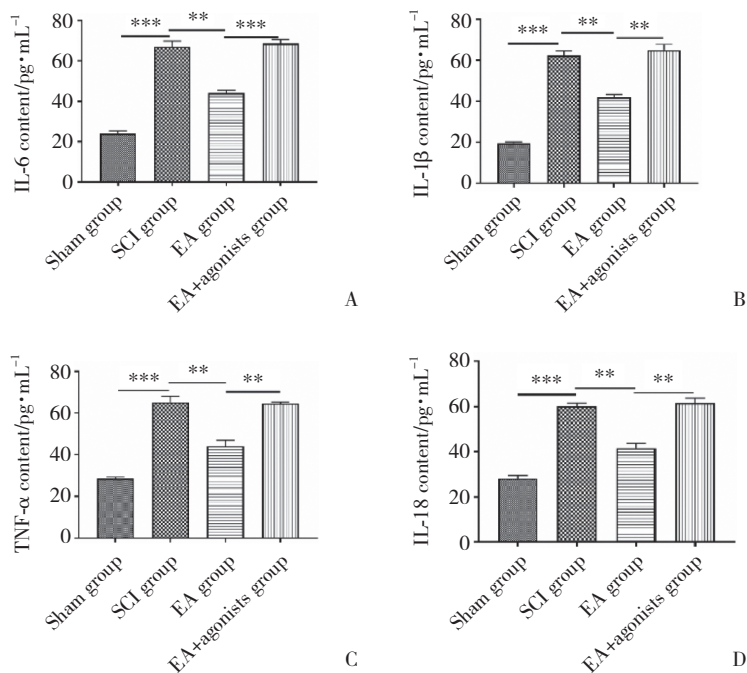 *** ** ***
80
60
40
20
0
IL-6 content/pg•mL⁻¹
Sham group
SCI group
EA group
EA+agonists group
A
*** ** **
80
60
40
20
0
IL-1β content/pg•mL⁻¹
Sham group
SCI group
EA group
EA+agonists group
B
*** ** **
80
60
40
20
0
TNF-α content/pg•mL⁻¹
Sham group
SCI group
EA group
EA+agonists group
C
*** ** **
80
60
40
20
0
IL-18 content/pg•mL⁻¹
Sham group
SCI group
EA group
EA+agonists group
D